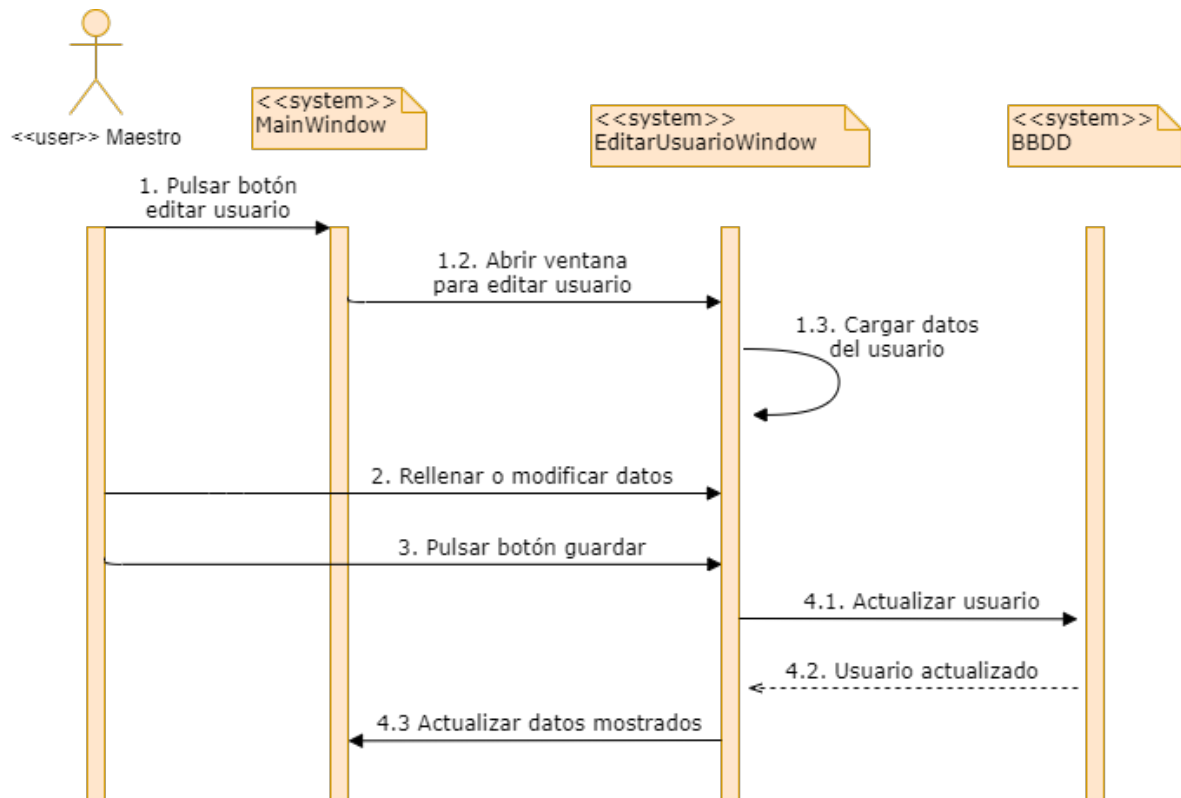 <<user>> Maestro
<<system>>
MainWindow
<<system>>
EditarUsuarioWindow
<<system>>
BBDD
1. Pulsar botón
editar usuario
1.2. Abrir ventana
para editar usuario
1.3. Cargar datos
del usuario
2. Rellenar o modificar datos
3. Pulsar botón guardar
4.1. Actualizar usuario
4.2. Usuario actualizado
4.3 Actualizar datos mostrados